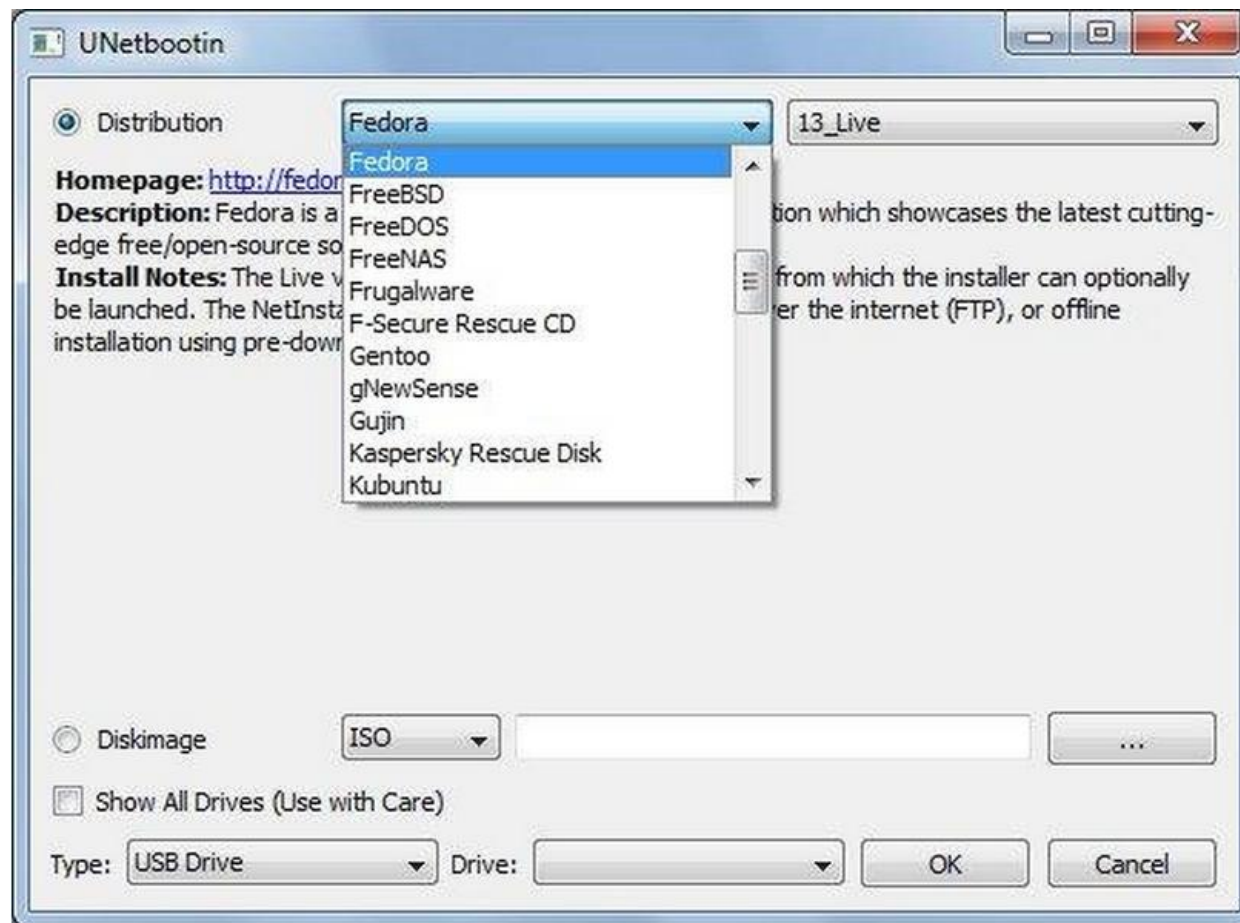 UNetbootin
Distribution
Fedora
13_Live
Fedora
FreeBSD
FreeDOS
FreeNAS
Frugalware
F-Secure Rescue CD
Gentoo
gNewSense
Gujin
Kaspersky Rescue Disk
Kubuntu
Homepage: http://fedor
Description: Fedora is a tion which showcases the latest cutting-
edge free/open-source so
Install Notes: The Live v from which the installer can optionally
be launched. The NetInsta er the internet (FTP), or offline
installation using pre-down
Diskimage
ISO
...
Show All Drives (Use with Care)
Type: USB Drive Drive: OK Cancel